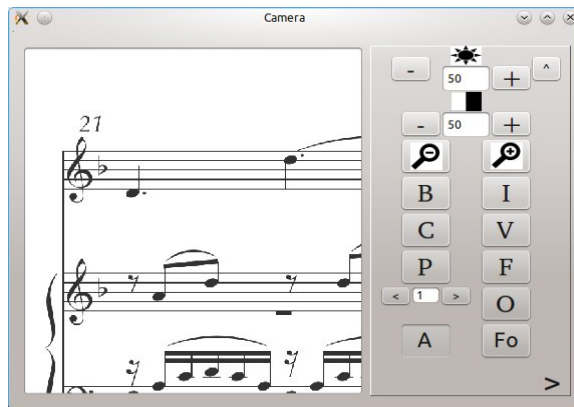 Camera
- 50 + ^
- 50 +
21
B I
C V
P F
< 1 > O
A Fo
>